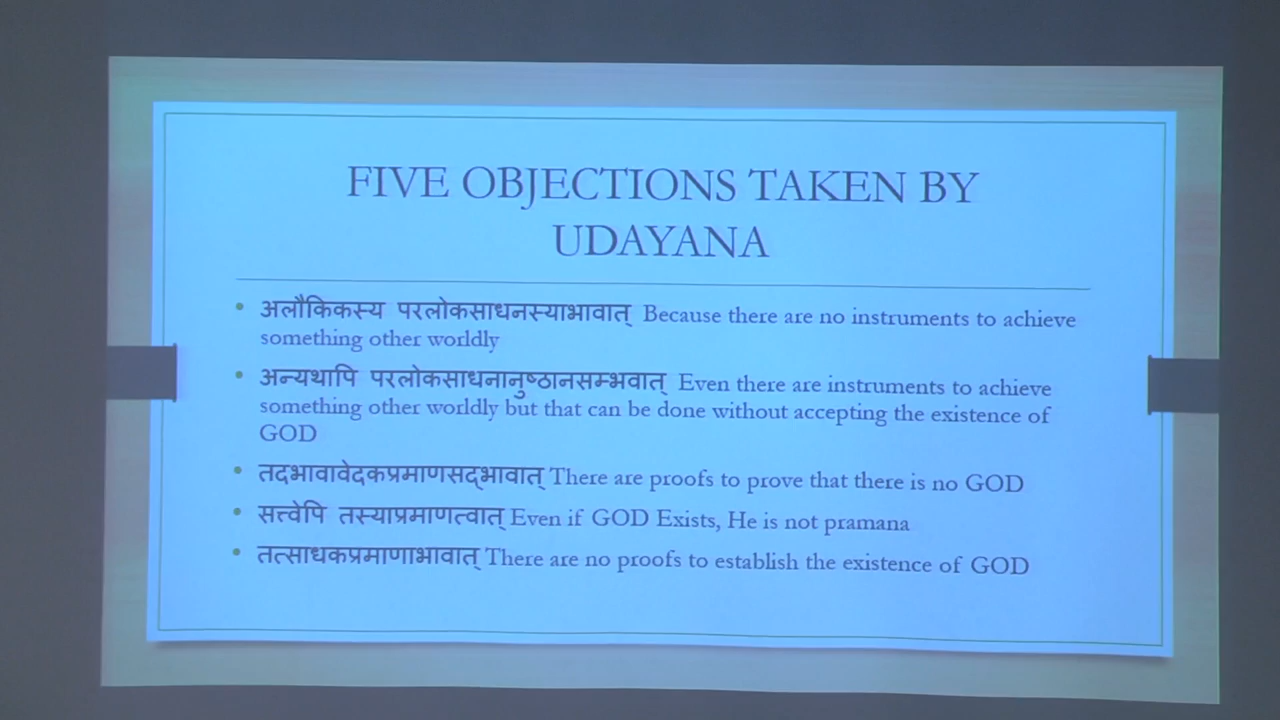 FIVE OBJECTIONS TAKEN BY
UDAYANA
• अलौकिकस्य परलोकसाधनस्याभावात् Because there are no instruments to achieve
something other worldly
• अन्यथापि परलोकसाधनानुष्ठानसम्भवात् Even there are instruments to achieve
something other worldly but that can be done without accepting the existence of
GOD
• तदभावावेदकप्रमाणसद्भावात् There are proofs to prove that there is no GOD
• सत्त्वेपि तस्याप्रमाणत्वात् Even if GOD Exists, He is not pramana
• तत्साधकप्रमाणाभावात् There are no proofs to establish the existence of GOD